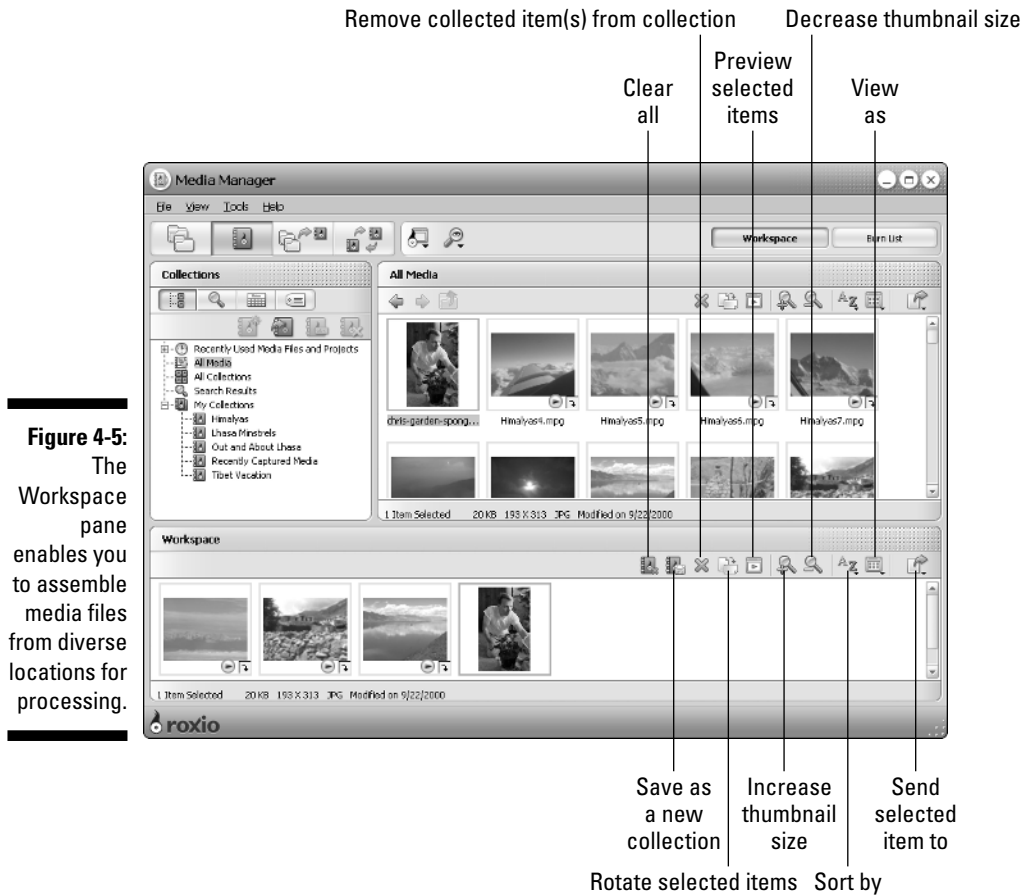 Remove collected item(s) from collection
Decrease thumbnail size
Clear
all
Preview
selected
items
View
as
Media Manager
File View Tools Help
Workspace
Burn List
Collections
All Media
Recently Used Media Files and Projects
All Media
All Collections
Search Results
My Collections
Himalyas
Lhasa Minstrels
Out and About Lhasa
Recently Captured Media
Tibet Vacation
AZ
chris-garden-spong...
Himalyas4.mpg
Himalyas5.mpg
Himalyas6.mpg
Himalyas7.mpg
1 Item Selected 20 KB 193 X 313 JPG Modified on 9/22/2000
Workspace
AZ
1 Item Selected 20 KB 193 X 313 JPG Modified on 9/22/2000
roxio
Figure 4-5:
The
Workspace
pane
enables you
to assemble
media files
from diverse
locations for
processing.
Save as
a new
collection
Increase
thumbnail
size
Send
selected
item to
Rotate selected items
Sort by